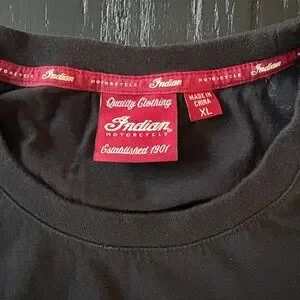 Indian MOTORCYCLE Indian MOTORCYCLE Indian
Quality Clothing
Indian
MOTORCYCLE
Established 1901
MADE IN
CHINA
XL